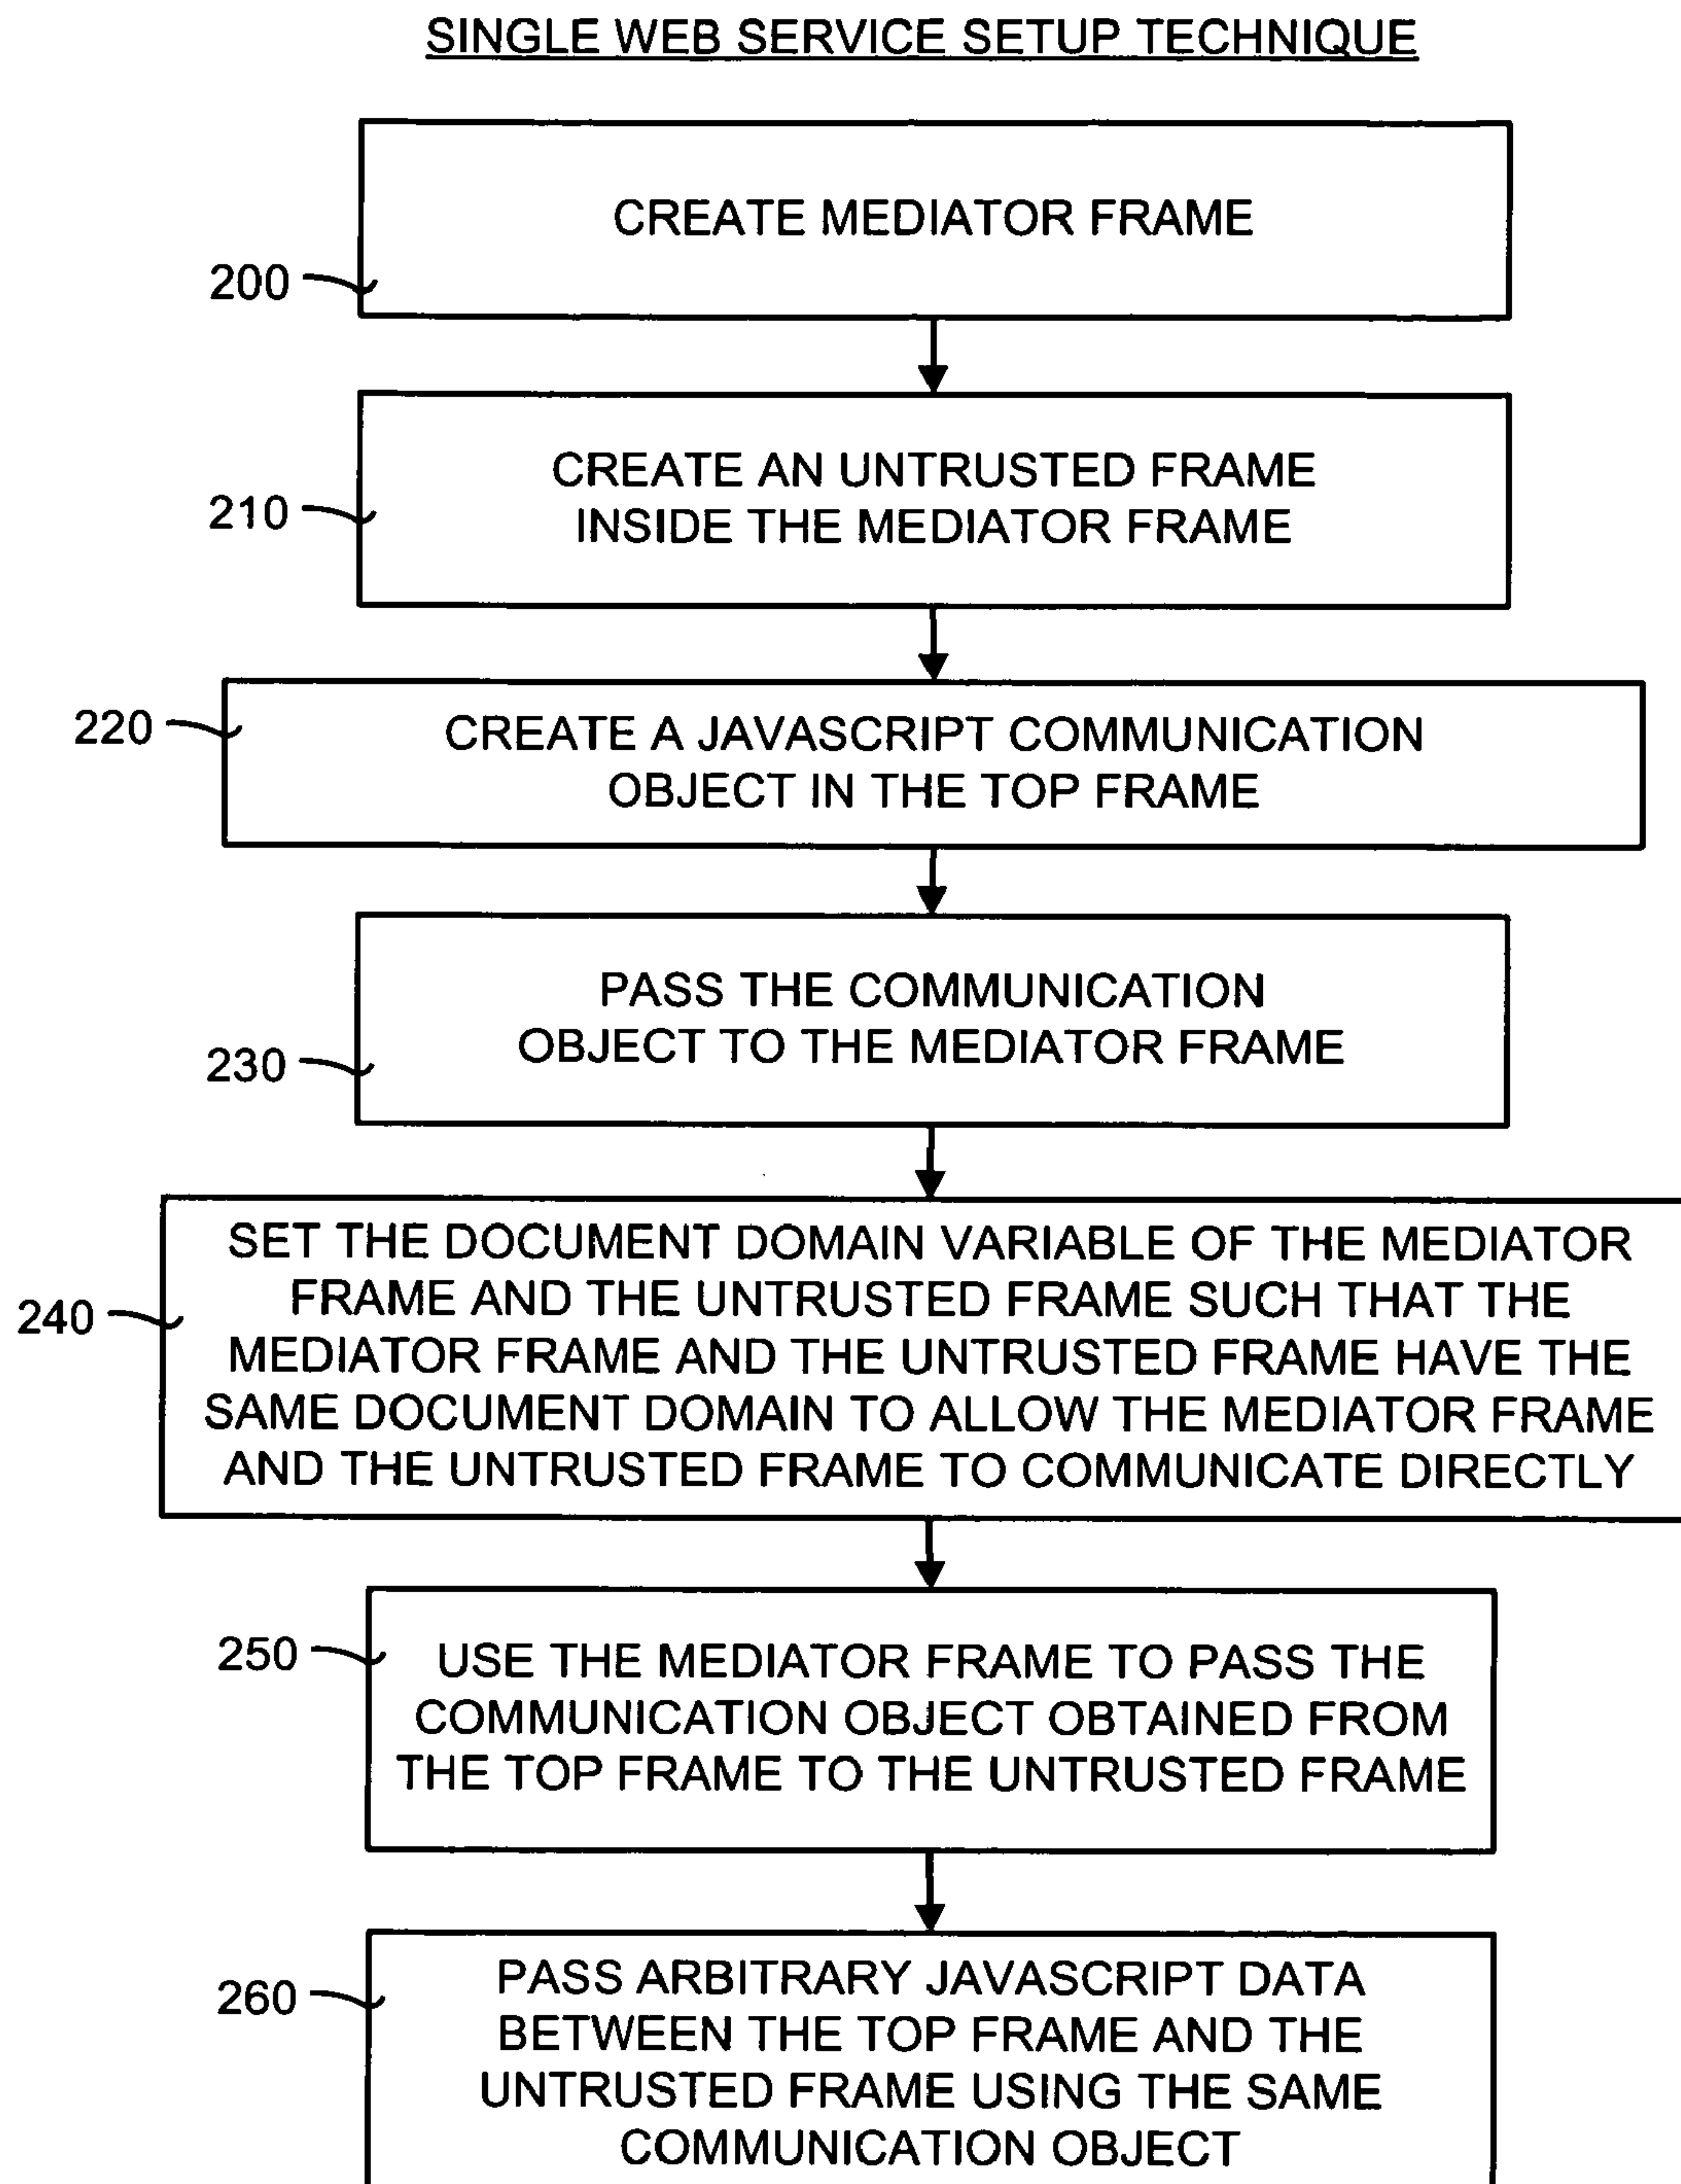 SINGLE WEB SERVICE SETUP TECHNIQUE
CREATE MEDIATOR FRAME
200
CREATE AN UNTRUSTED FRAME
INSIDE THE MEDIATOR FRAME
210
220
CREATE A JAVASCRIPT COMMUNICATION
OBJECT IN THE TOP FRAME
PASS THE COMMUNICATION
OBJECT TO THE MEDIATOR FRAME
230
SET THE DOCUMENT DOMAIN VARIABLE OF THE MEDIATOR
FRAME AND THE UNTRUSTED FRAME SUCH THAT THE
MEDIATOR FRAME AND THE UNTRUSTED FRAME HAVE THE
SAME DOCUMENT DOMAIN TO ALLOW THE MEDIATOR FRAME
AND THE UNTRUSTED FRAME TO COMMUNICATE DIRECTLY
240
250
USE THE MEDIATOR FRAME TO PASS THE
COMMUNICATION OBJECT OBTAINED FROM
THE TOP FRAME TO THE UNTRUSTED FRAME
260
PASS ARBITRARY JAVASCRIPT DATA
BETWEEN THE TOP FRAME AND THE
UNTRUSTED FRAME USING THE SAME
COMMUNICATION OBJECT